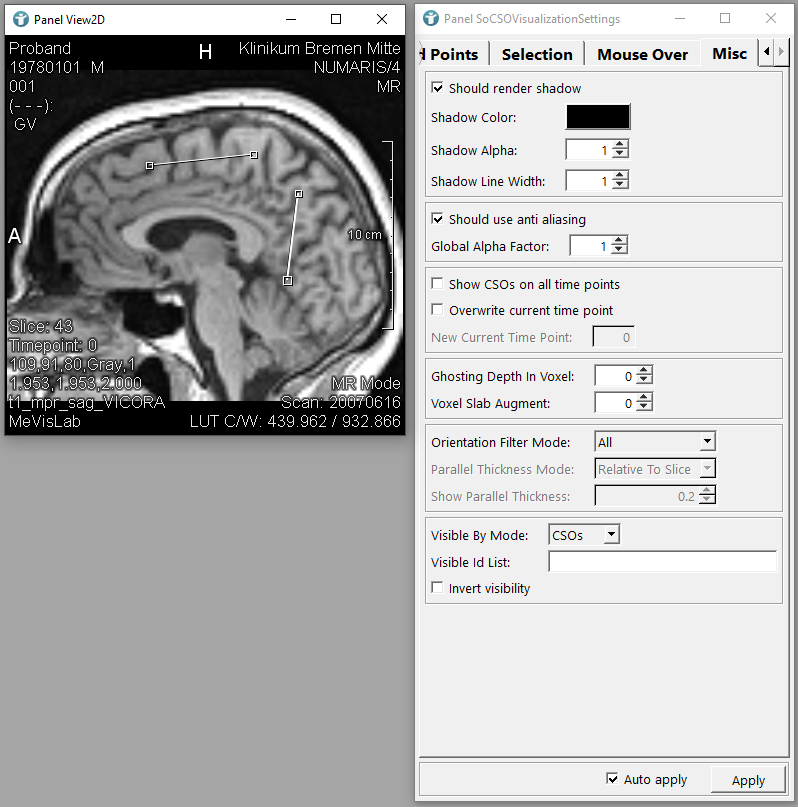 Panel View2D
Proband
H
Klinikum Bremen Mitte
19780101 M
NUMARIS/4
001
MR
(- - -):
GV
A
10 cm
Slice: 43
Timepoint: 0
109,91,80,Gray,1
1.953,1.953,2.000
MR Mode
t1_mpr_sag_VICORA
Scan: 20070616
MeVisLab
LUT C/W: 439.962 / 932.866
Panel SoCSOVisualizationSettings
d Points
Selection
Mouse Over
Misc
Should render shadow
Shadow Color:
Shadow Alpha: 1
Shadow Line Width: 1
Should use anti aliasing
Global Alpha Factor: 1
Show CSOs on all time points
Overwrite current time point
New Current Time Point: 0
Ghosting Depth In Voxel: 0
Voxel Slab Augment: 0
Orientation Filter Mode: All
Parallel Thickness Mode: Relative To Slice
Show Parallel Thickness: 0.2
Visible By Mode: CSOs
Visible Id List:
Invert visibility
Auto apply
Apply